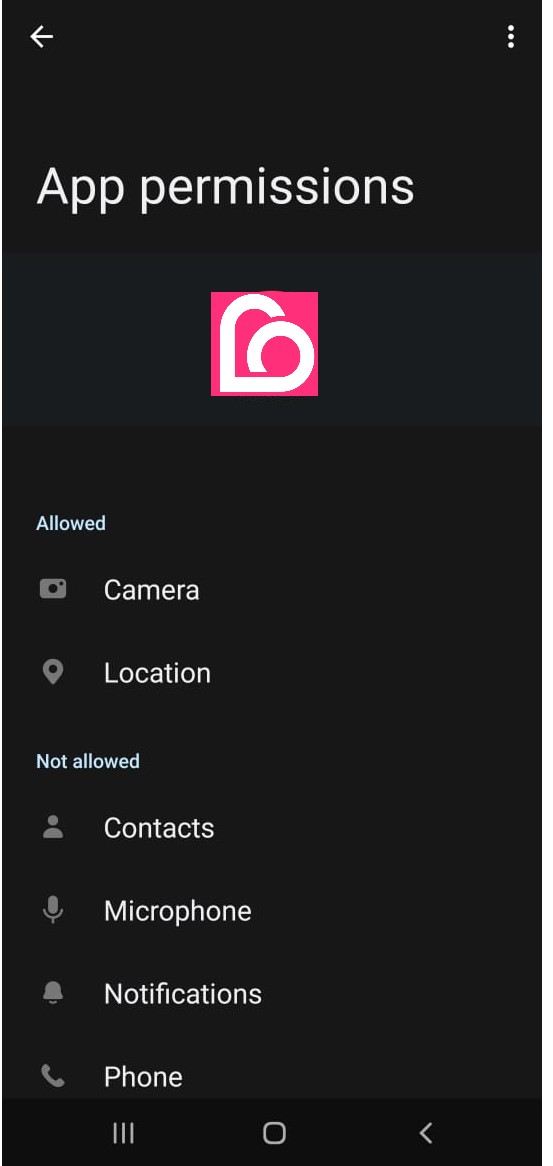 App permissions
Allowed
Camera
Location
Not allowed
Contacts
Microphone
Notifications
Phone